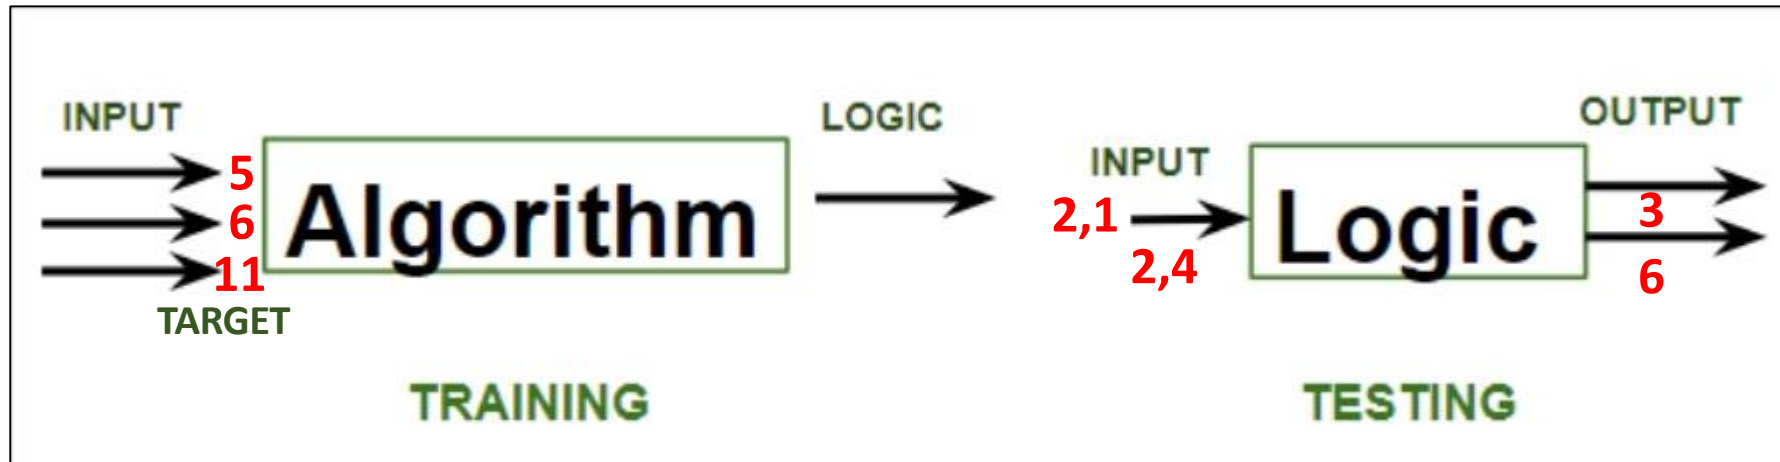 INPUT
5
6
11
TARGET
Algorithm
LOGIC
TRAINING
INPUT
2,1
2,4
Logic
OUTPUT
3
6
TESTING